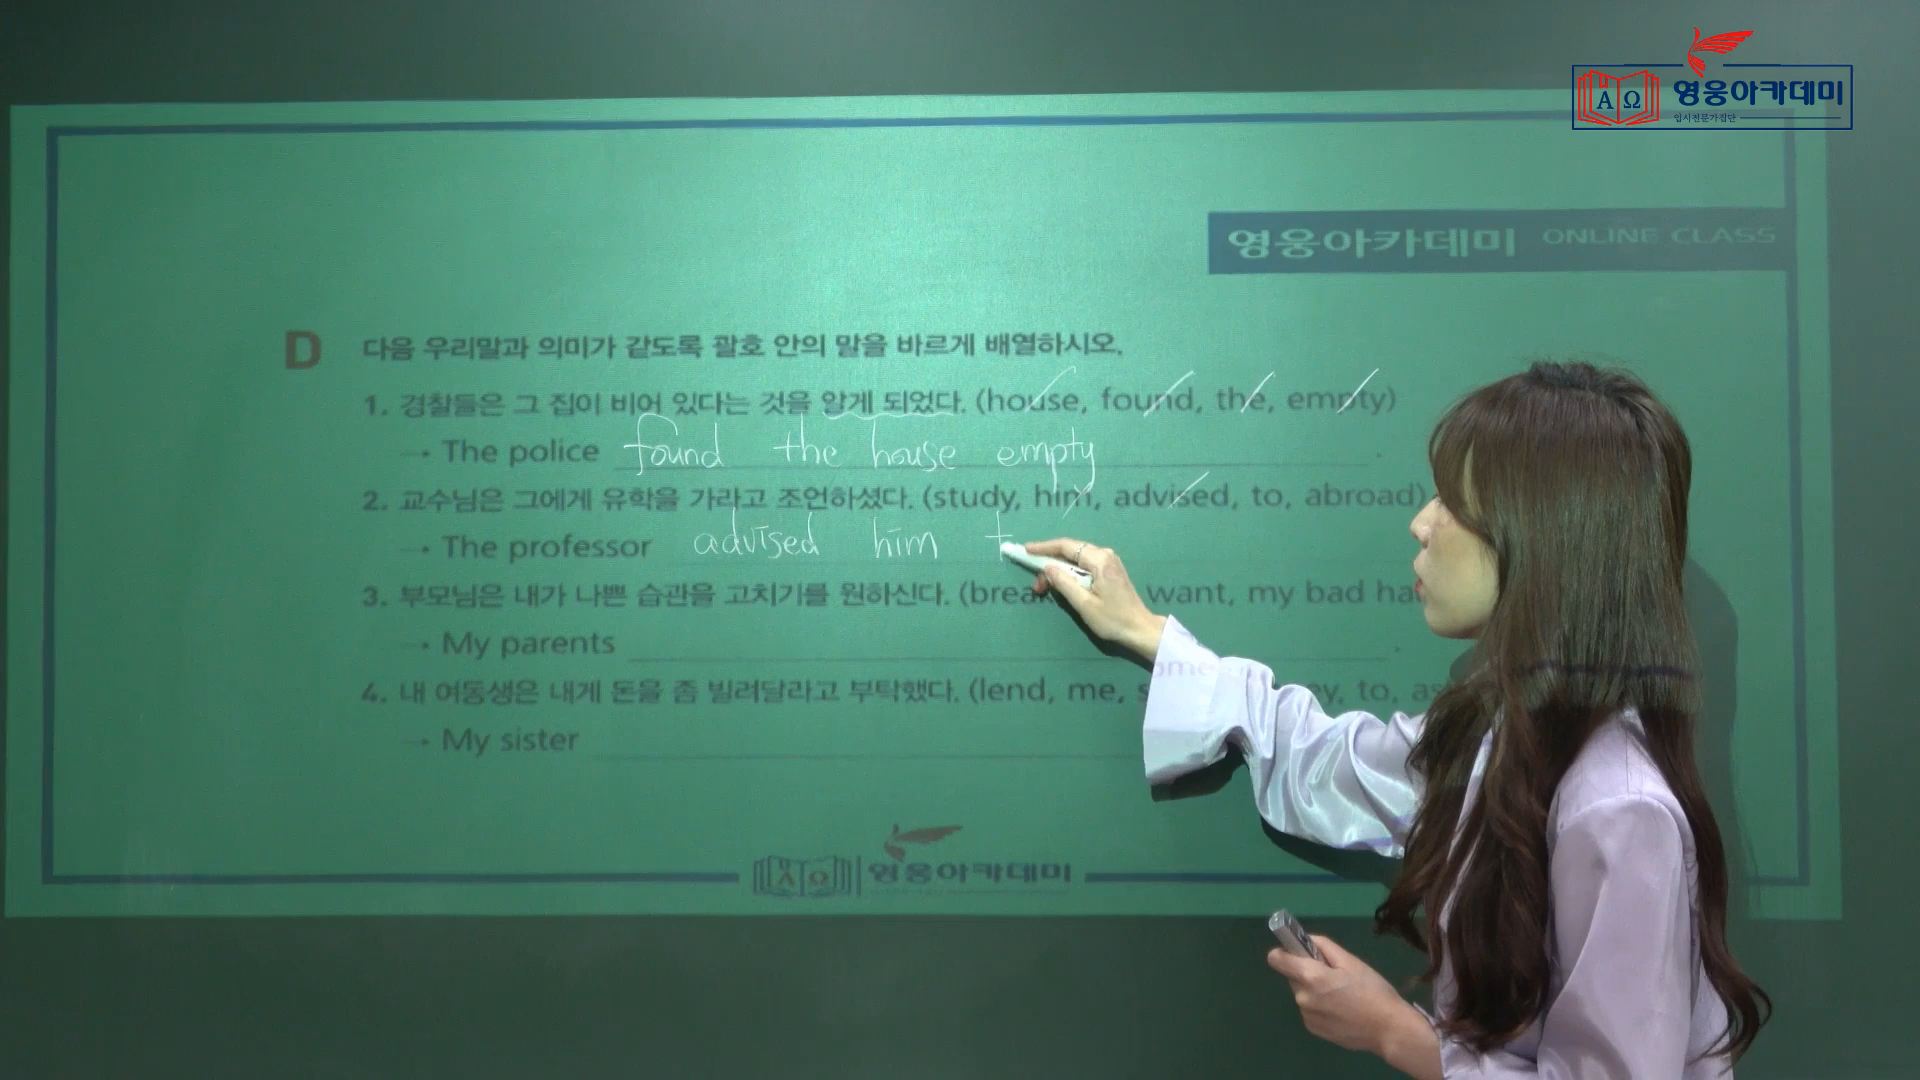 영웅아카데미
입시전문가집단
영웅아카데미 ONLINE CLASS
D 다음 우리말과 의미가 같도록 괄호 안의 말을 바르게 배열하시오.
1. 경찰들은 그 집이 비어 있다는 것을 알게 되었다. (house, found, the, empty)
→ The police found the house empty .
2. 교수님은 그에게 유학을 가라고 조언하셨다. (study, him, advised, to, abroad)
→ The professor advised him t
3. 부모님은 내가 나쁜 습관을 고치기를 원하신다. (want, my bad
→ My parents .
4. 내 여동생은 내게 돈을 좀 빌려달라고 부탁했다. (lend, me, to,
→ My sister
영웅아카데미